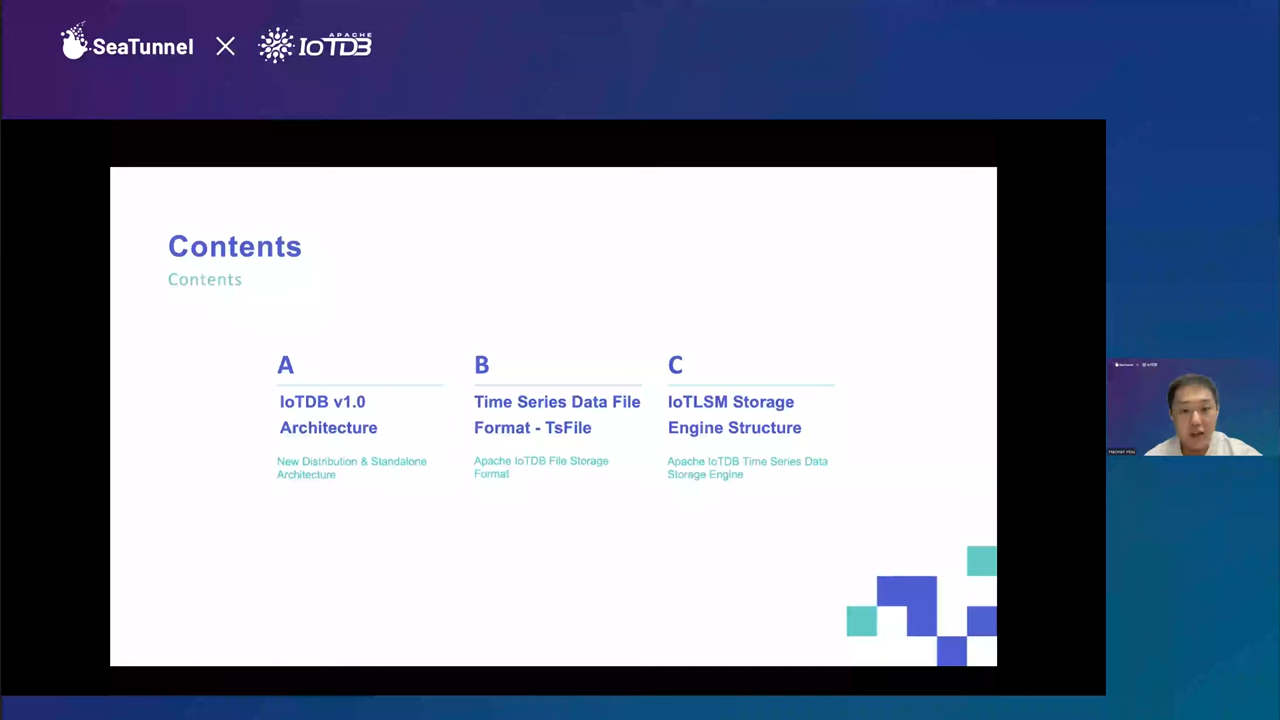 SeaTunnel
APACHE
IoTDB
Contents
Contents
A
IoTDB v1.0
Architecture
New Distribution & Standalone
Architecture
B
Time Series Data File
Format - TsFile
Apache IoTDB File Storage
Format
C
IoTLSM Storage
Engine Structure
Apache IoTDB Time Series Data
Storage Engine